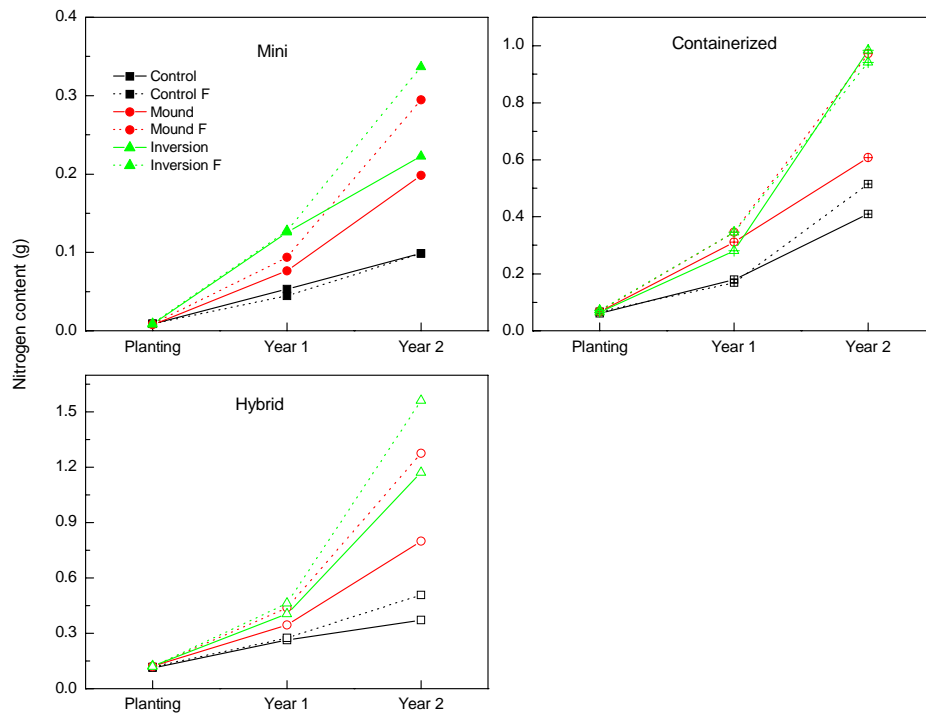 Mini
Control
Control F
Mound
Mound F
Inversion
Inversion F
0.4
0.3
0.2
0.1
0.0
Planting Year 1 Year 2
Containerized
1.0
0.8
0.6
0.4
0.2
0.0
Planting Year 1 Year 2
Nitrogen content (g)
Hybrid
1.5
1.2
0.9
0.6
0.3
0.0
Planting Year 1 Year 2